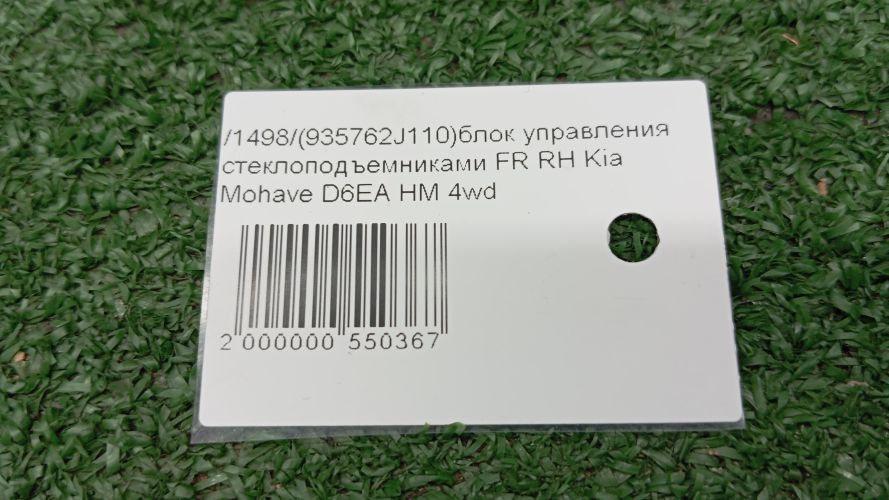 /1498/(935762J110)блок управления
стеклоподъемниками FR RH Kia
Mohave D6EA HM 4wd
2 000000 550367